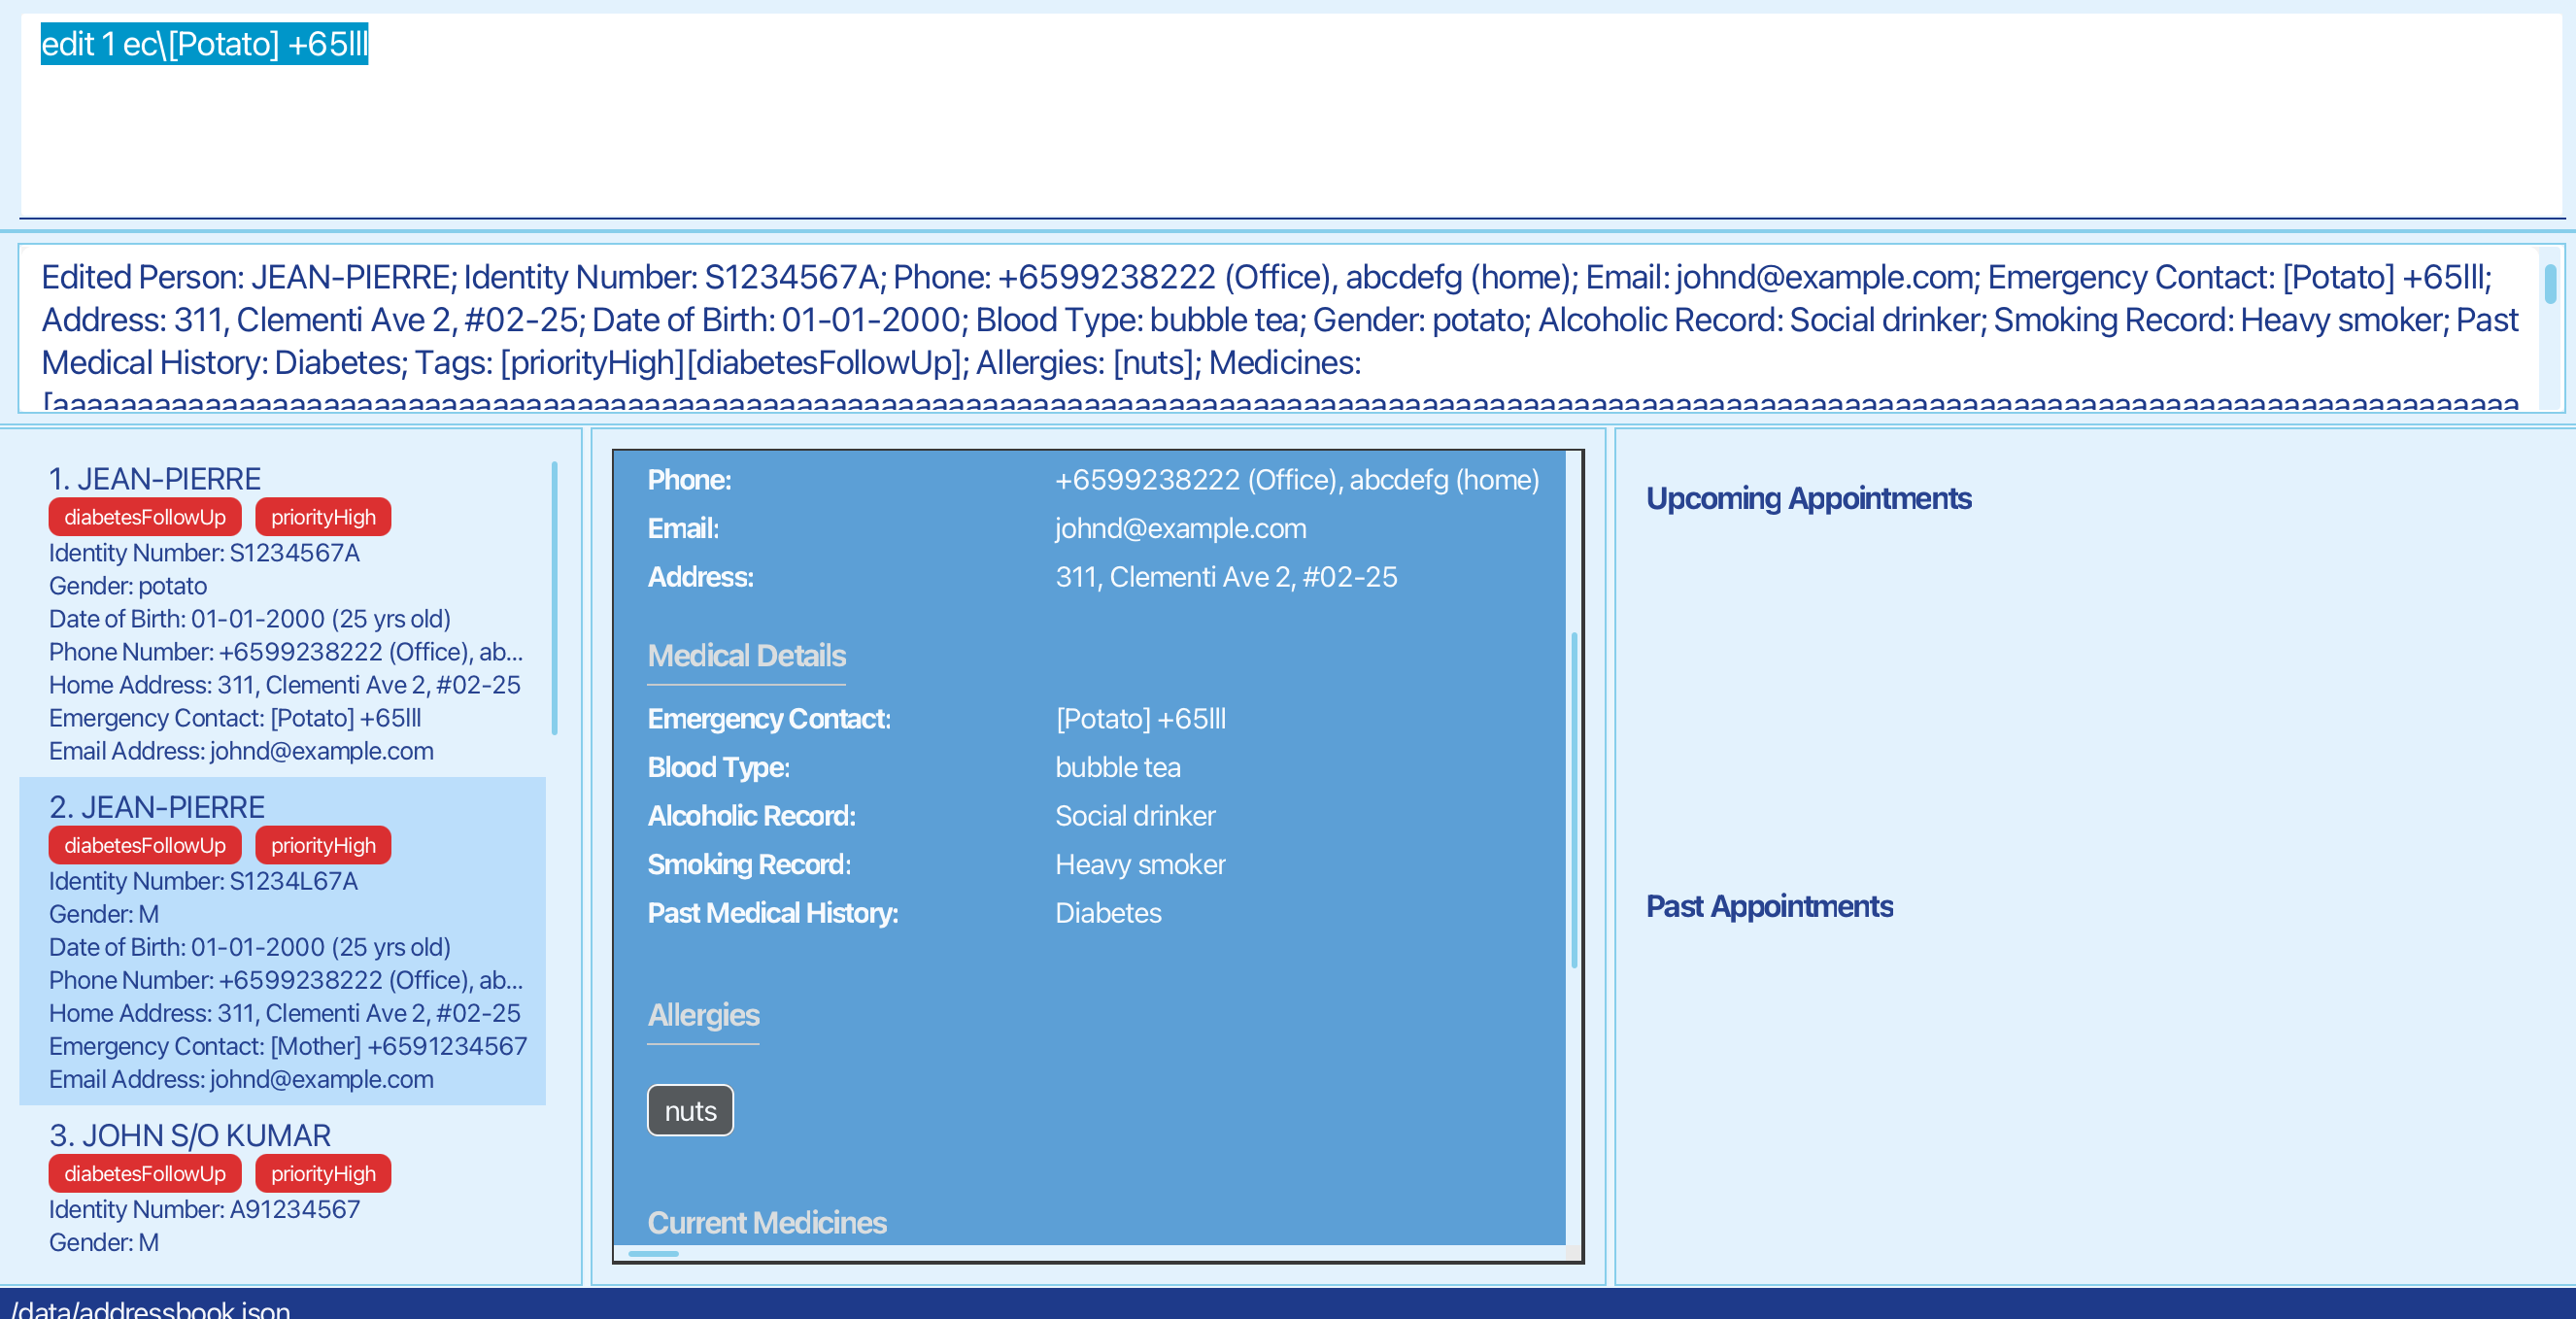 edit 1 ec\[Potato] +65lll
Edited Person: JEAN-PIERRE; Identity Number: S1234567A; Phone: +6599238222 (Office), abcdefg (home); Email: johnd@example.com; Emergency Contact: [Potato] +65lll;
Address: 311, Clementi Ave 2, #02-25; Date of Birth: 01-01-2000; Blood Type: bubble tea; Gender: potato; Alcoholic Record: Social drinker; Smoking Record: Heavy smoker; Past
Medical History: Diabetes; Tags: [priorityHigh][diabetesFollowUp]; Allergies: [nuts]; Medicines:
1. JEAN-PIERRE
diabetesFollowUp priorityHigh
Identity Number: S1234567A
Gender: potato
Date of Birth: 01-01-2000 (25 yrs old)
Phone Number: +6599238222 (Office), ab...
Home Address: 311, Clementi Ave 2, #02-25
Emergency Contact: [Potato] +65lll
Email Address: johnd@example.com
2. JEAN-PIERRE
diabetesFollowUp priorityHigh
Identity Number: S1234L67A
Gender: M
Date of Birth: 01-01-2000 (25 yrs old)
Phone Number: +6599238222 (Office), ab...
Home Address: 311, Clementi Ave 2, #02-25
Emergency Contact: [Mother] +6591234567
Email Address: johnd@example.com
3. JOHN S/O KUMAR
diabetesFollowUp priorityHigh
Identity Number: A91234567
Gender: M
Phone: +6599238222 (Office), abcdefg (home)
Email: johnd@example.com
Address: 311, Clementi Ave 2, #02-25
Medical Details
Emergency Contact: [Potato] +65lll
Blood Type: bubble tea
Alcoholic Record: Social drinker
Smoking Record: Heavy smoker
Past Medical History: Diabetes
Allergies
nuts
Current Medicines
Upcoming Appointments
Past Appointments
/data/addressbook.json